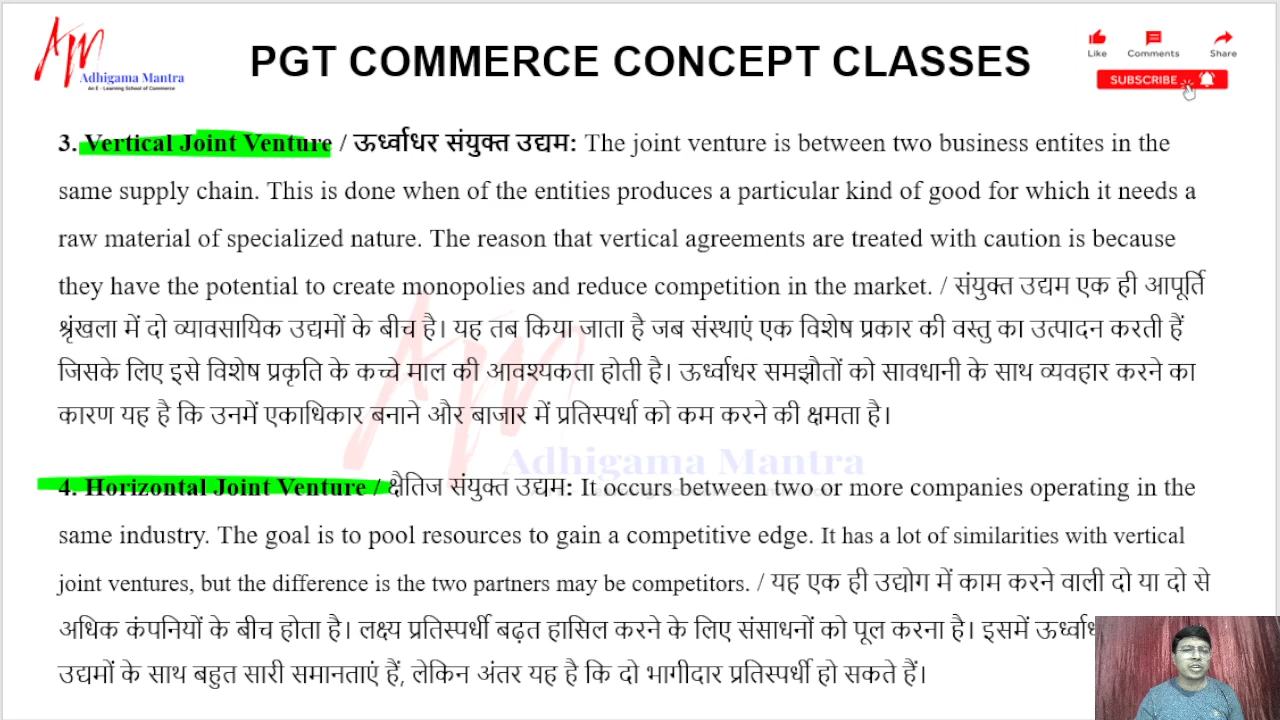 Adhigama Mantra
An E - Learning School of Commerce
PGT COMMERCE CONCEPT CLASSES
Like Comments Share
SUBSCRIBE
3. Vertical Joint Venture / ऊर्ध्वाधर संयुक्त उद्यम: The joint venture is between two business entites in the
same supply chain. This is done when of the entities produces a particular kind of good for which it needs a
raw material of specialized nature. The reason that vertical agreements are treated with caution is because
they have the potential to create monopolies and reduce competition in the market. / संयुक्त उद्यम एक ही आपूर्ति
श्रृंखला में दो व्यावसायिक उद्यमों के बीच है। यह तब किया जाता है जब संस्थाएं एक विशेष प्रकार की वस्तु का उत्पादन करती हैं
जिसके लिए इसे विशेष प्रकृति के कच्चे माल की आवश्यकता होती है। ऊर्ध्वाधर समझौतों को सावधानी के साथ व्यवहार करने का
कारण यह है कि उनमें एकाधिकार बनाने और बाजार में प्रतिस्पर्धा को कम करने की क्षमता है।
Adhigama Mantra
4. Horizontal Joint Venture / क्षैतिज संयुक्त उद्यम: It occurs between two or more companies operating in the
same industry. The goal is to pool resources to gain a competitive edge. It has a lot of similarities with vertical
joint ventures, but the difference is the two partners may be competitors. / यह एक ही उद्योग में काम करने वाली दो या दो से
अधिक कंपनियों के बीच होता है। लक्ष्य प्रतिस्पर्धी बढ़त हासिल करने के लिए संसाधनों को पूल करना है। इसमें
उद्यमों के साथ बहुत सारी समानताएं हैं, लेकिन अंतर यह है कि दो भागीदार प्रतिस्पर्धी हो सकते हैं।